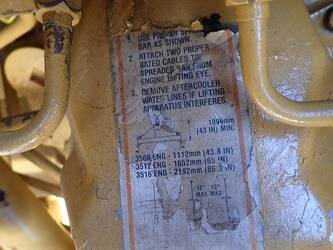 1. USE PROPER
BAR AS SHOWN.
2. ATTACH TWO PROPER
RATED CABLES TO
SPREADER BAR FROM
ENGINE LIFTING EYE.
3. REMOVE AFTERCOOLER
WATER LINES IF LIFTING
APPARATUS INTERFERES.
1096mm
(43 IN) MIN.
3508 ENG - 1112mm (43.8 IN)
3512 ENG - 1652mm (65 IN)
3516 ENG - 2192mm (86.3 IN)
12" 12"
MAX MAX